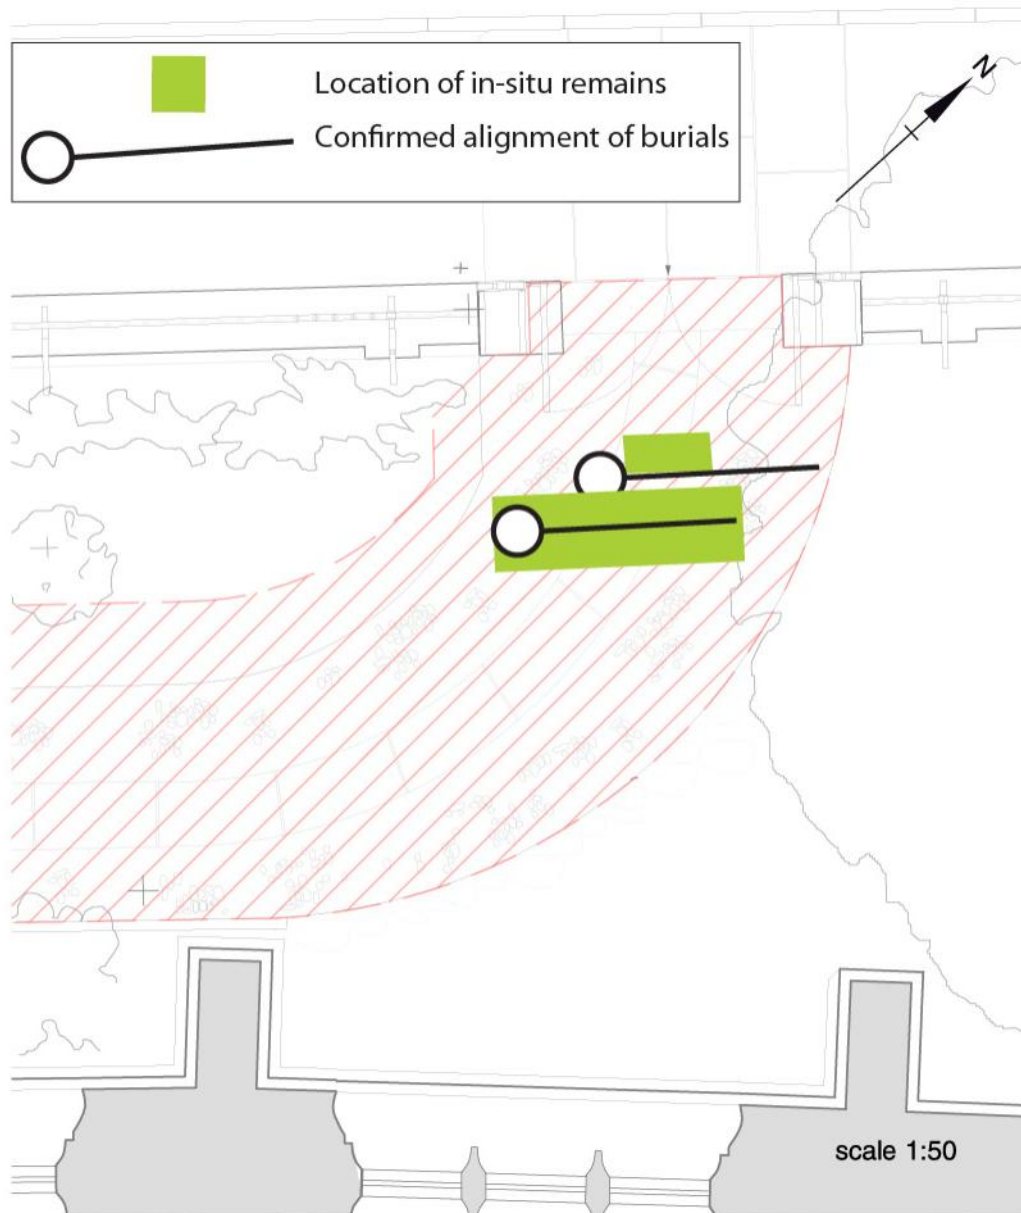 Location of in-situ remains
Confirmed alignment of burials
N
scale 1:50